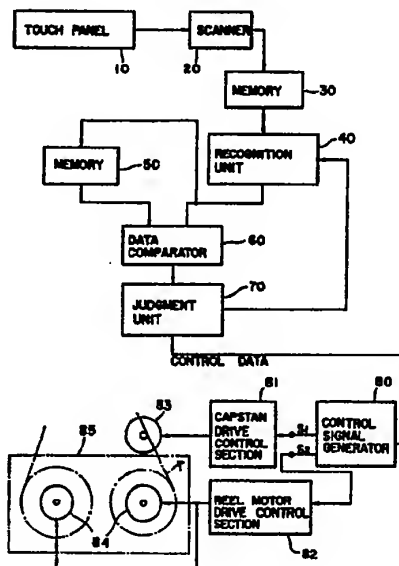 TOUCH PANEL
SCANNER
10
20
MEMORY
30
40
MEMORY
RECOGNITION
UNIT
50
DATA
COMPARATOR
60
70
JUDGMENT
UNIT
CONTROL DATA
81
80
83
85
CAPSTAN
DRIVE
CONTROL
SECTION
S1
S2
CONTROL
SIGNAL
GENERATOR
T
84
REEL MOTOR
DRIVE CONTROL
SECTION
82